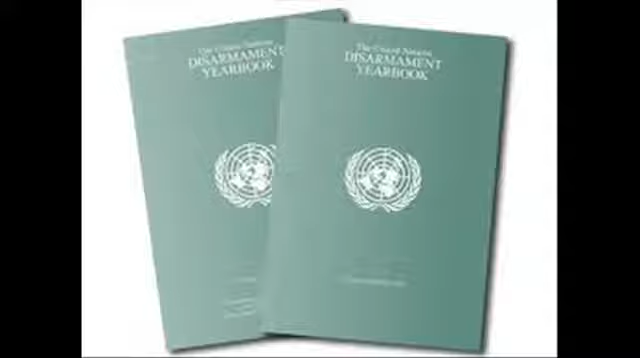 The United Nations
DISARMAMENT
YEARBOOK
The United Nations
DISARMAMENT
YEARBOOK